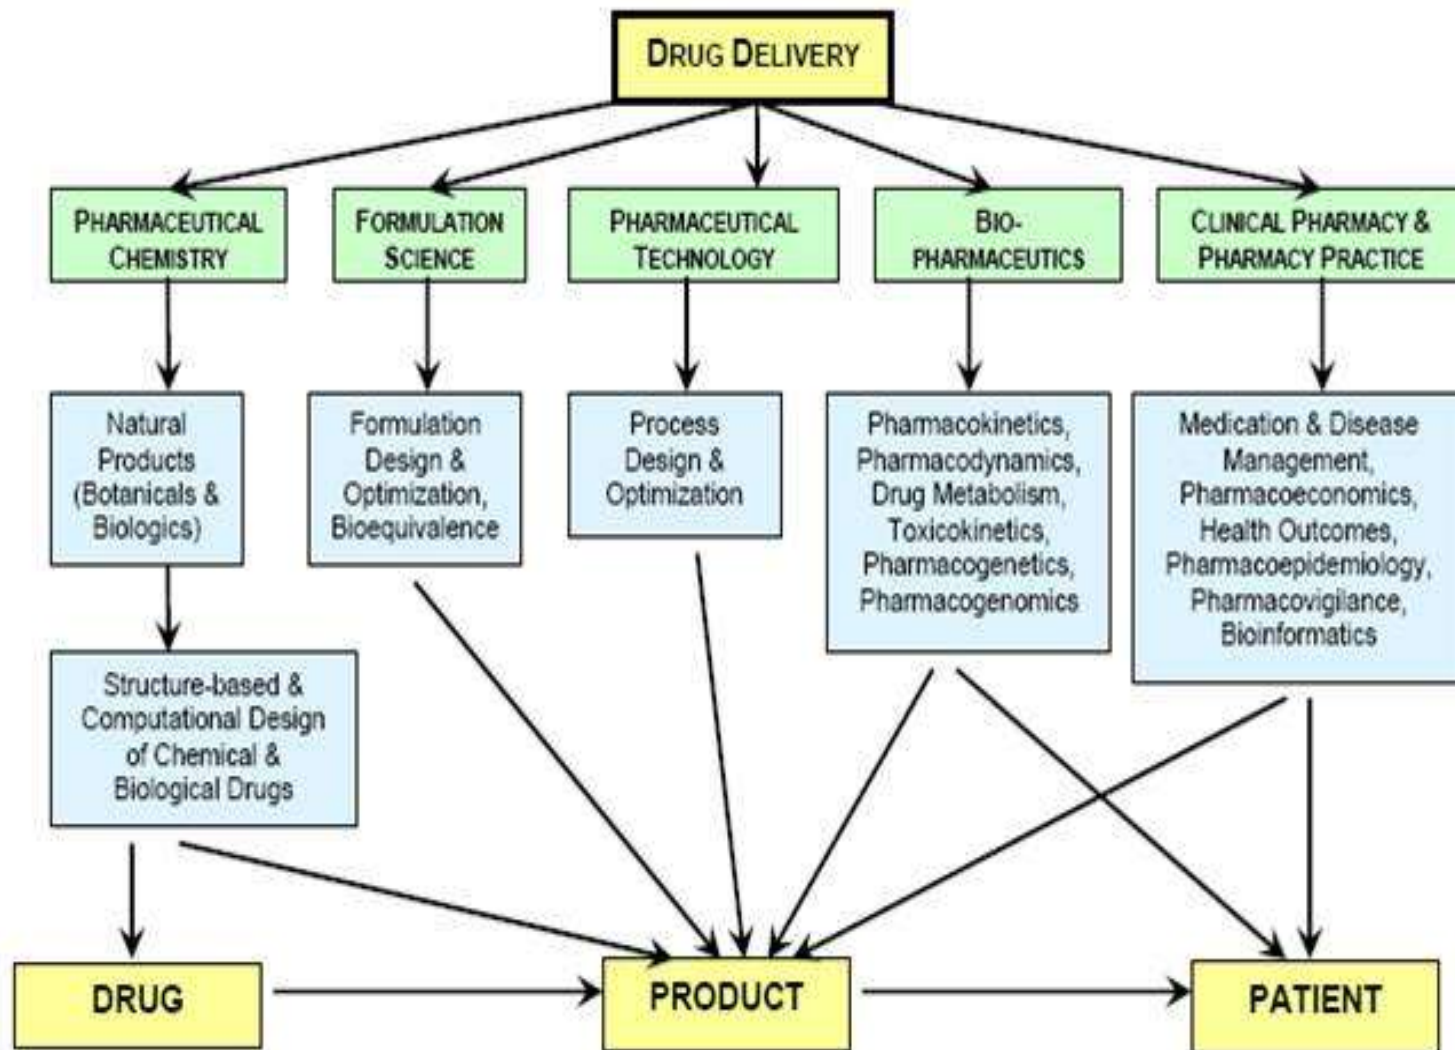 DRUG DELIVERY
PHARMACEUTICAL
CHEMISTRY
FORMULATION
SCIENCE
PHARMACEUTICAL
TECHNOLOGY
BIO-
PHARMACEUTICS
CLINICAL PHARMACY &
PHARMACY PRACTICE
Natural
Products
(Botanicals &
Biologics)
Formulation
Design &
Optimization,
Bioequivalence
Process
Design &
Optimization
Pharmacokinetics,
Pharmacodynamics,
Drug Metabolism,
Toxicokinetics,
Pharmacogenetics,
Pharmacogenomics
Medication & Disease
Management,
Pharmacoeconomics,
Health Outcomes,
Pharmacoepidemiology,
Pharmacovigilance,
Bioinformatics
Structure-based &
Computational Design
of Chemical &
Biological Drugs
DRUG
PRODUCT
PATIENT